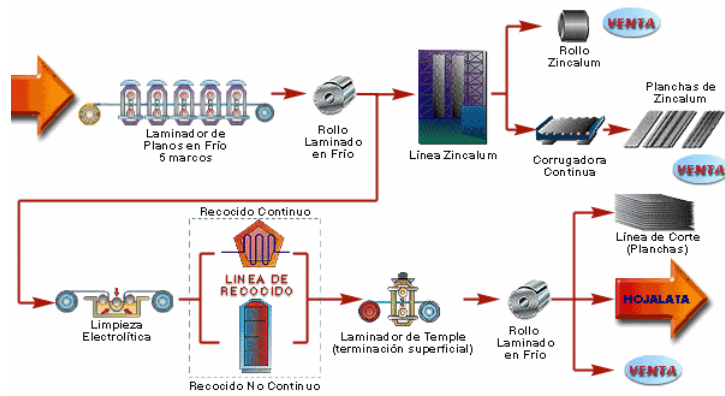 VENTA
Rollo
Zincalum
Planchas
de Zincalum
Laminador de
Planos en Frío
5 marcos
Rollo
Laminado
en Frío
Línea Zincalum
Corrugadora
Continua
VENTA
Recocido Continuo
LINEA DE
RECOCIDO
Línea de Corte
(Planchas)
Limpieza
Electrolítica
Laminador de Temple
(terminación superficial)
Rollo
Laminado
en Frío
HOJALATA
Recocido No Continuo
VENTA